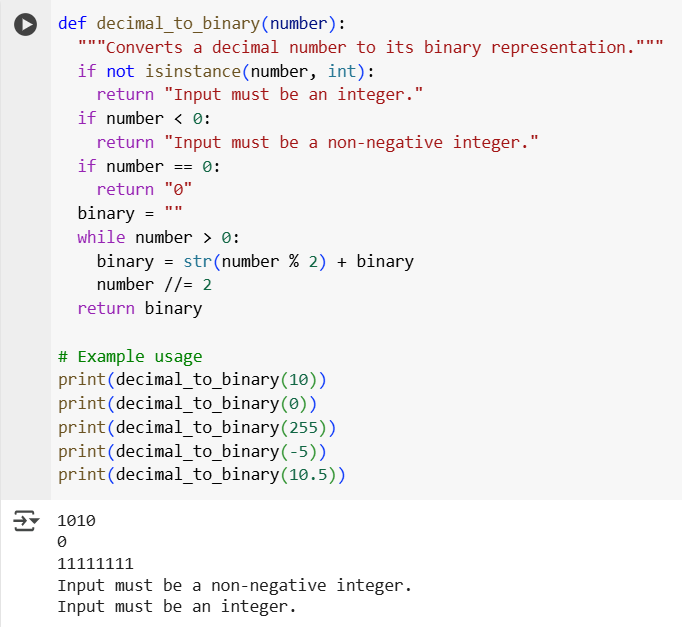 def decimal_to_binary(number):
  """Converts a decimal number to its binary representation."""
  if not isinstance(number, int):
    return "Input must be an integer."
  if number < 0:
    return "Input must be a non-negative integer."
  if number == 0:
    return "0"
  binary = ""
  while number > 0:
    binary = str(number % 2) + binary
    number //= 2
  return binary

# Example usage
print(decimal_to_binary(10))
print(decimal_to_binary(0))
print(decimal_to_binary(255))
print(decimal_to_binary(-5))
print(decimal_to_binary(10.5))
1010
0
11111111
Input must be a non-negative integer.
Input must be an integer.